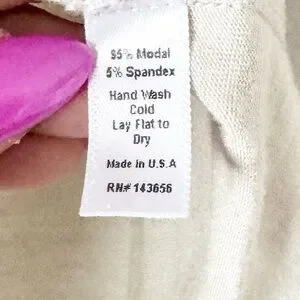 95% Modal
5% Spandex
Hand Wash
Cold
Lay Flat to
Dry
Made in U.S.A
RN# 143656